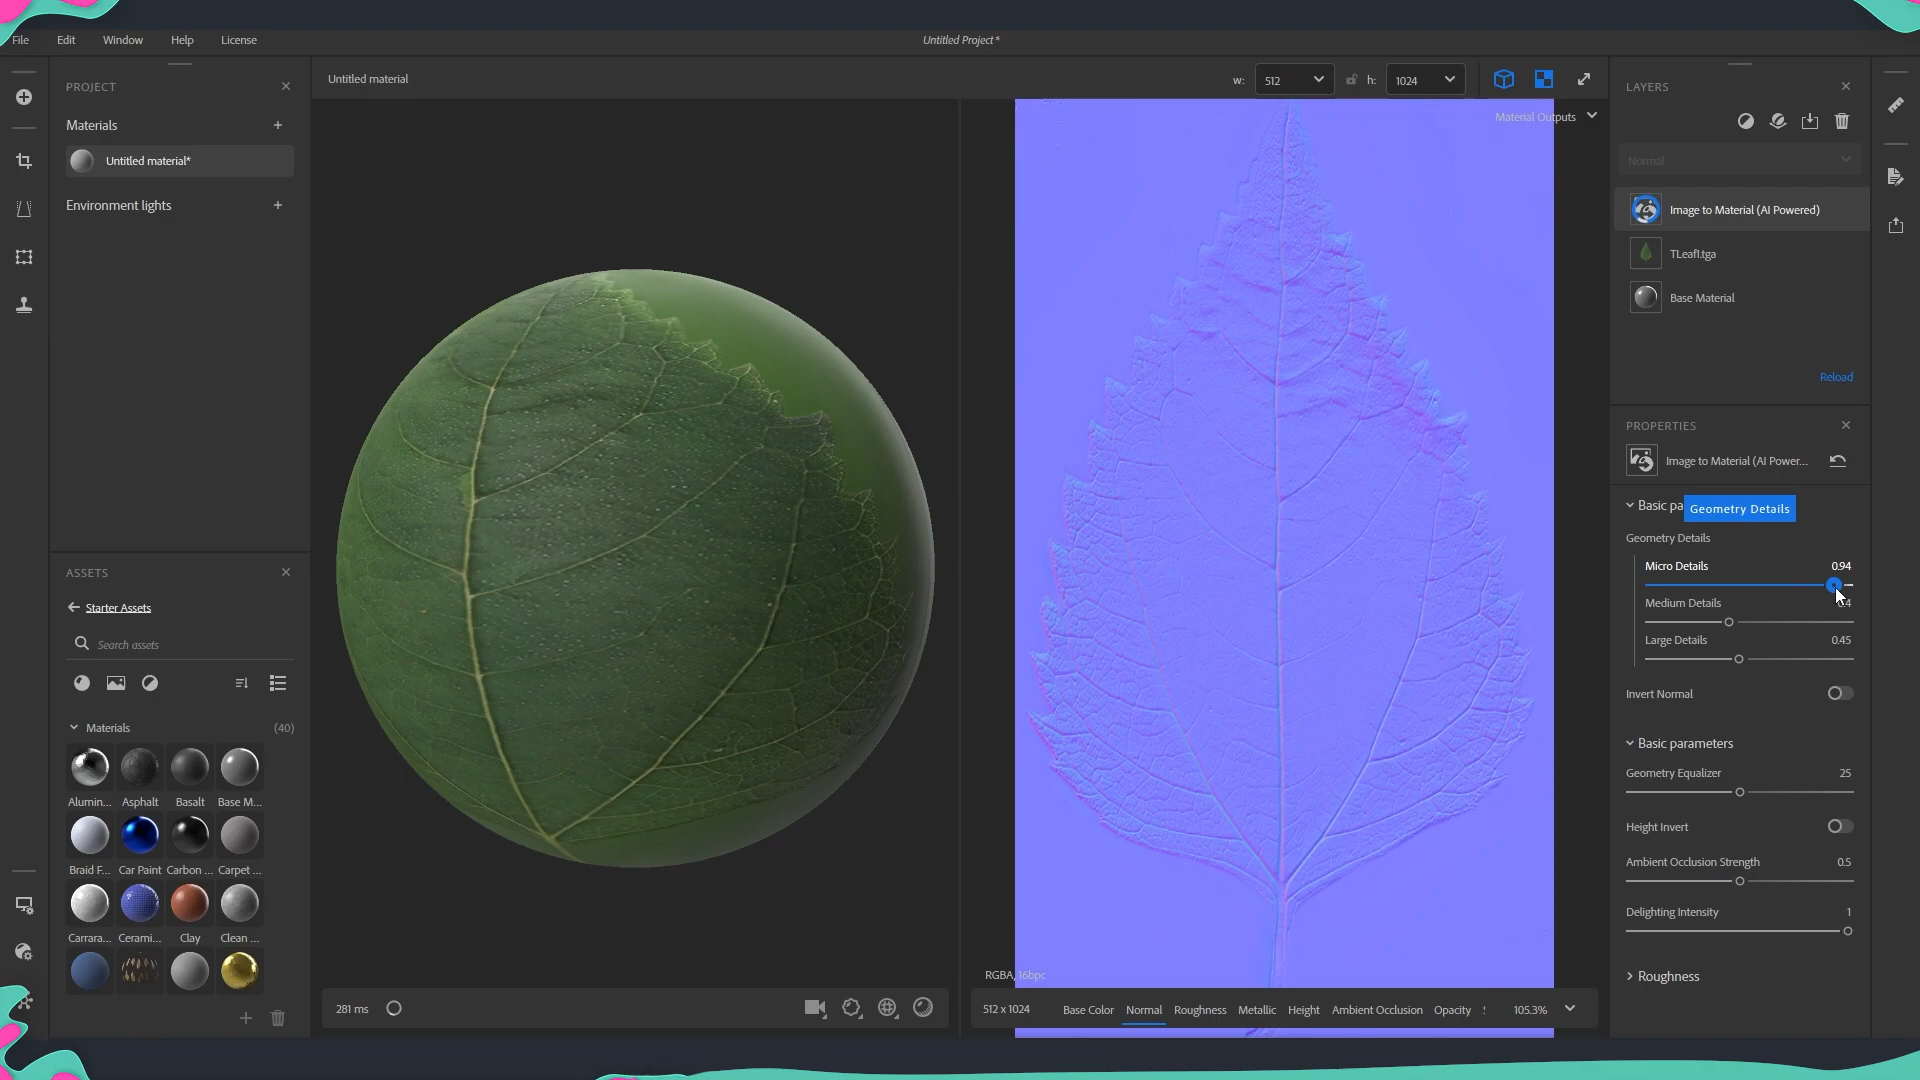 File Edit Window Help License
Untitled Project*
PROJECT
Materials
Untitled material*
Environment lights
ASSETS
Starter Assets
Search assets
Materials (40)
Alumin... Asphalt Basalt Base M...
Braid F... Car Paint Carbon ... Carpet ...
Carrara... Cerami... Clay Clean ...
Untitled material
w: 512 h: 1024
Material Outputs
281 ms
RGBA, 16bpc
512 x 1024 Base Color Normal Roughness Metallic Height Ambient Occlusion Opacity 105.3%
LAYERS
Normal
Image to Material (AI Powered)
TLeaf1.tga
Base Material
Reload
PROPERTIES
Image to Material (AI Power...
Basic pa
Geometry Details
Geometry Details
Micro Details 0.94
Medium Details
Large Details 0.45
Invert Normal
Basic parameters
Geometry Equalizer 25
Height Invert
Ambient Occlusion Strength 0.5
Delighting Intensity 1
Roughness